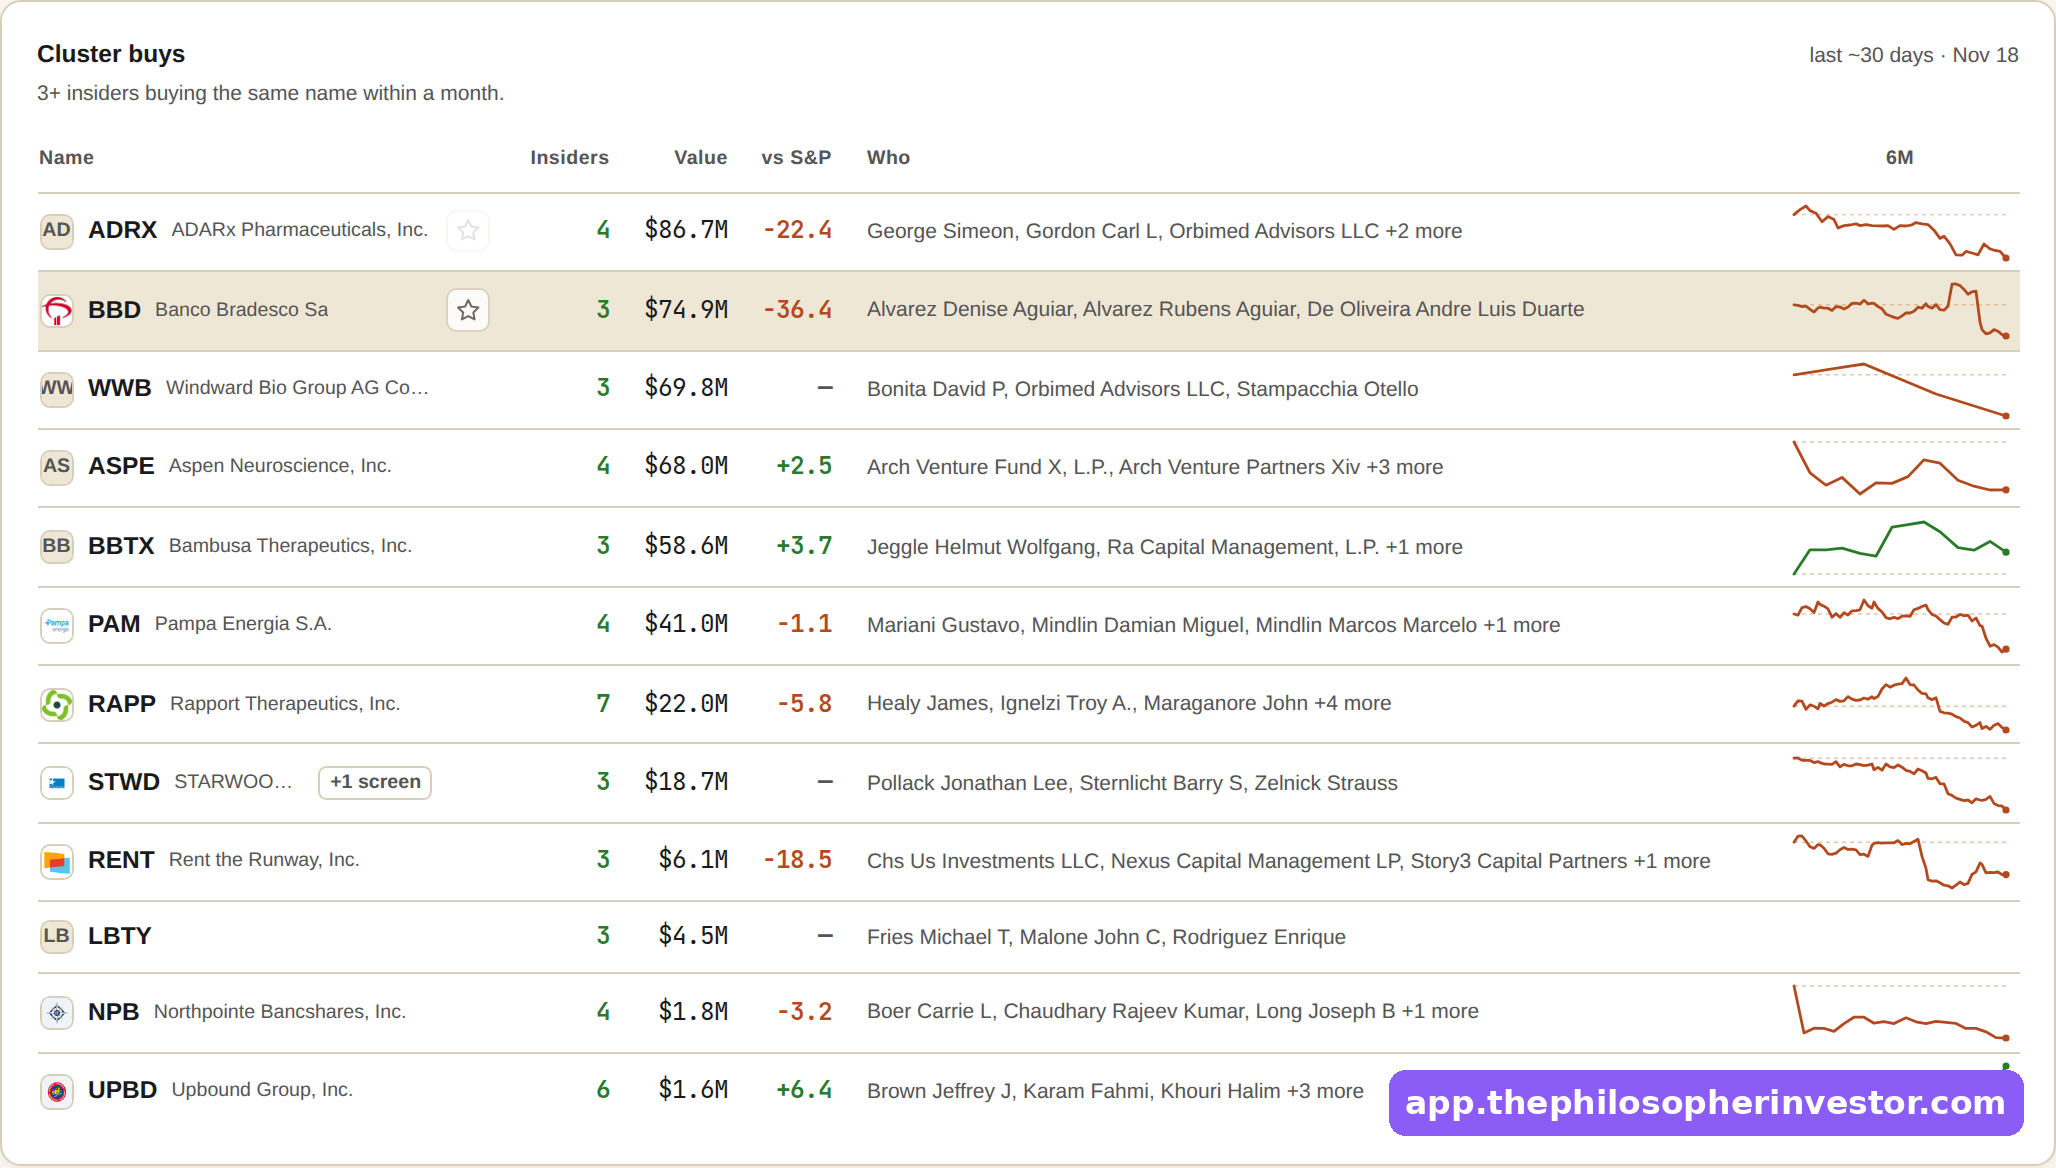 Cluster buys
last ~30 days · Nov 18
3+ insiders buying the same name within a month.
Name Insiders Value vs S&P Who 6M
AD ADRX ADARx Pharmaceuticals, Inc. 4 $86.7M -22.4 George Simeon, Gordon Carl L, Orbimed Advisors LLC +2 more
BBD Banco Bradesco Sa 3 $74.9M -36.4 Alvarez Denise Aguiar, Alvarez Rubens Aguiar, De Oliveira Andre Luis Duarte
WW WWB Windward Bio Group AG Co… 3 $69.8M — Bonita David P, Orbimed Advisors LLC, Stampacchia Otello
AS ASPE Aspen Neuroscience, Inc. 4 $68.0M +2.5 Arch Venture Fund X, L.P., Arch Venture Partners Xiv +3 more
BB BBTX Bambusa Therapeutics, Inc. 3 $58.6M +3.7 Jeggle Helmut Wolfgang, Ra Capital Management, L.P. +1 more
Pampa energía PAM Pampa Energia S.A. 4 $41.0M -1.1 Mariani Gustavo, Mindlin Damian Miguel, Mindlin Marcos Marcelo +1 more
RAPP Rapport Therapeutics, Inc. 7 $22.0M -5.8 Healy James, Ignelzi Troy A., Maraganore John +4 more
STWD STARWOO… +1 screen 3 $18.7M — Pollack Jonathan Lee, Sternlicht Barry S, Zelnick Strauss
RENT Rent the Runway, Inc. 3 $6.1M -18.5 Chs Us Investments LLC, Nexus Capital Management LP, Story3 Capital Partners +1 more
LB LBTY 3 $4.5M — Fries Michael T, Malone John C, Rodriguez Enrique
NPB Northpointe Bancshares, Inc. 4 $1.8M -3.2 Boer Carrie L, Chaudhary Rajeev Kumar, Long Joseph B +1 more
UPBD Upbound Group, Inc. 6 $1.6M +6.4 Brown Jeffrey J, Karam Fahmi, Khouri Halim +3 more
app.thephilosopherinvestor.com